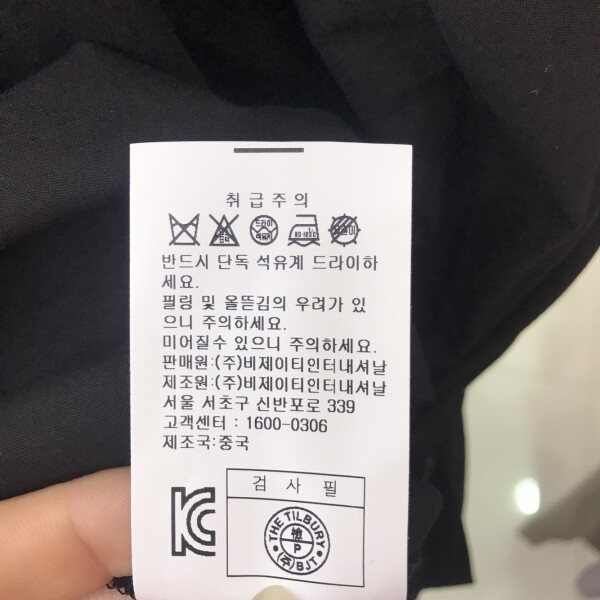 취급주의
드라이
석유계
80-120℃
반드시 단독 석유계 드라이하
세요.
필링 및 올뜯김의 우려가 있
으니 주의하세요.
미어질수 있으니 주의하세요.
판매원:(주)비제이티인터내셔날
제조원:(주)비제이티인터내셔날
서울 서초구 신반포로 339
고객센터 : 1600-0306
제조국:중국
KC
검사필
THE TILBURY
檢
P
(주)BJT